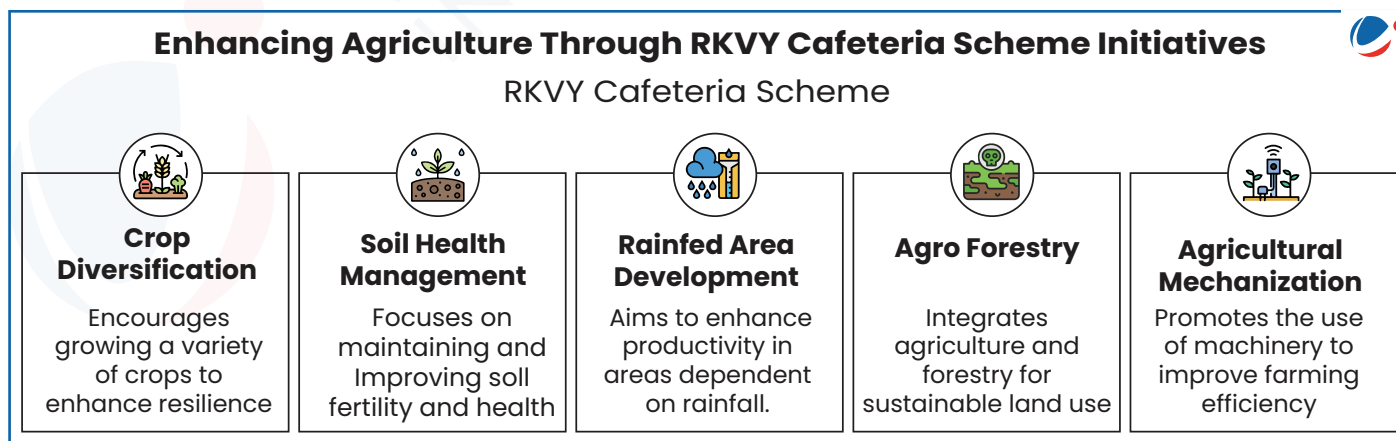 Enhancing Agriculture Through RKVY Cafeteria Scheme Initiatives
RKVY Cafeteria Scheme
Crop
Diversification
Encourages
growing a variety
of crops to
enhance resilience
Soil Health
Management
Focuses on
maintaining and
Improving soll
fertility and health
Rainfed Area
Development
Aims to enhance
productivity in
areas dependent
on rainfall.
Agro Forestry
Integrates
agriculture and
forestry for
sustainable land use
Agricultural
Mechanization
Promotes the use
of machinery to
improve farming
efficiency